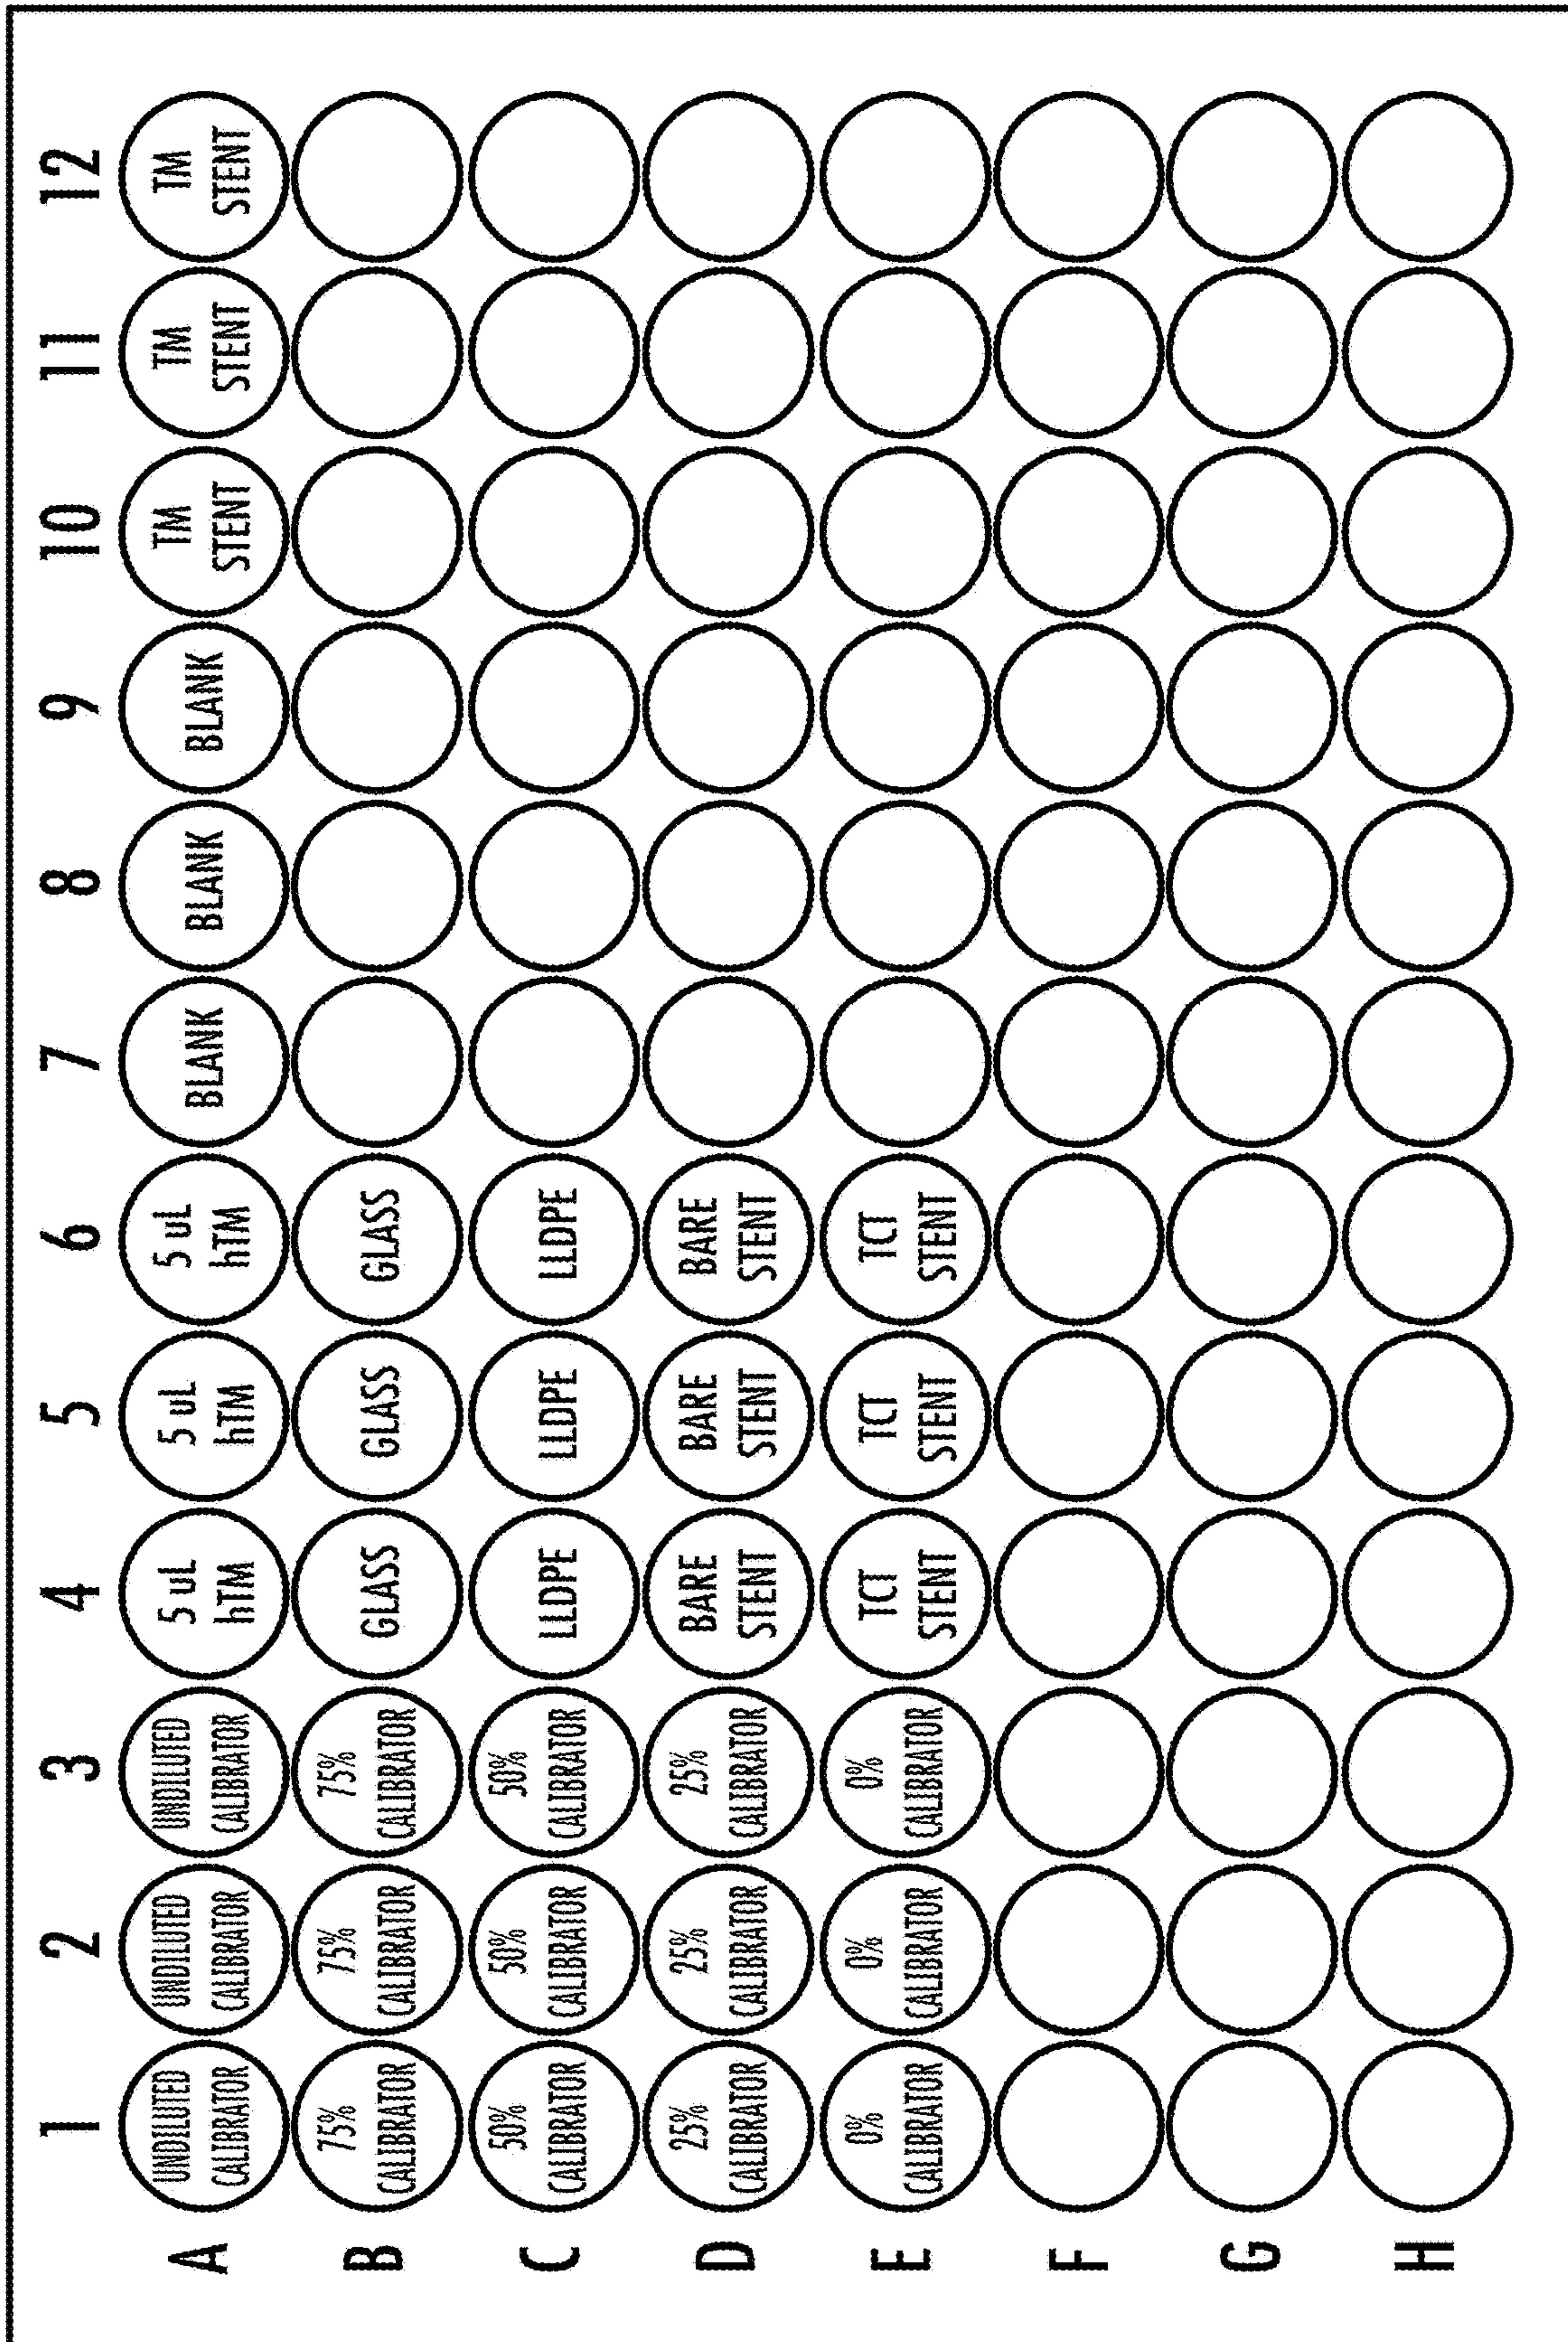 1 2 3 4 5 6 7 8 9 10 11 12
A
UNDILUTED
CALIBRATOR
UNDILUTED
CALIBRATOR
UNDILUTED
CALIBRATOR
5 uL
hTM
5 uL
hTM
5 uL
hTM
BLANK
BLANK
BLANK
TM
STENT
TM
STENT
TM
STENT
B
75%
CALIBRATOR
75%
CALIBRATOR
75%
CALIBRATOR
GLASS
GLASS
GLASS
C
50%
CALIBRATOR
50%
CALIBRATOR
50%
CALIBRATOR
LLDPE
LLDPE
LLDPE
D
25%
CALIBRATOR
25%
CALIBRATOR
25%
CALIBRATOR
BARE
STENT
BARE
STENT
BARE
STENT
E
0%
CALIBRATOR
0%
CALIBRATOR
0%
CALIBRATOR
TCT
STENT
TCT
STENT
TCT
STENT
F
G
H